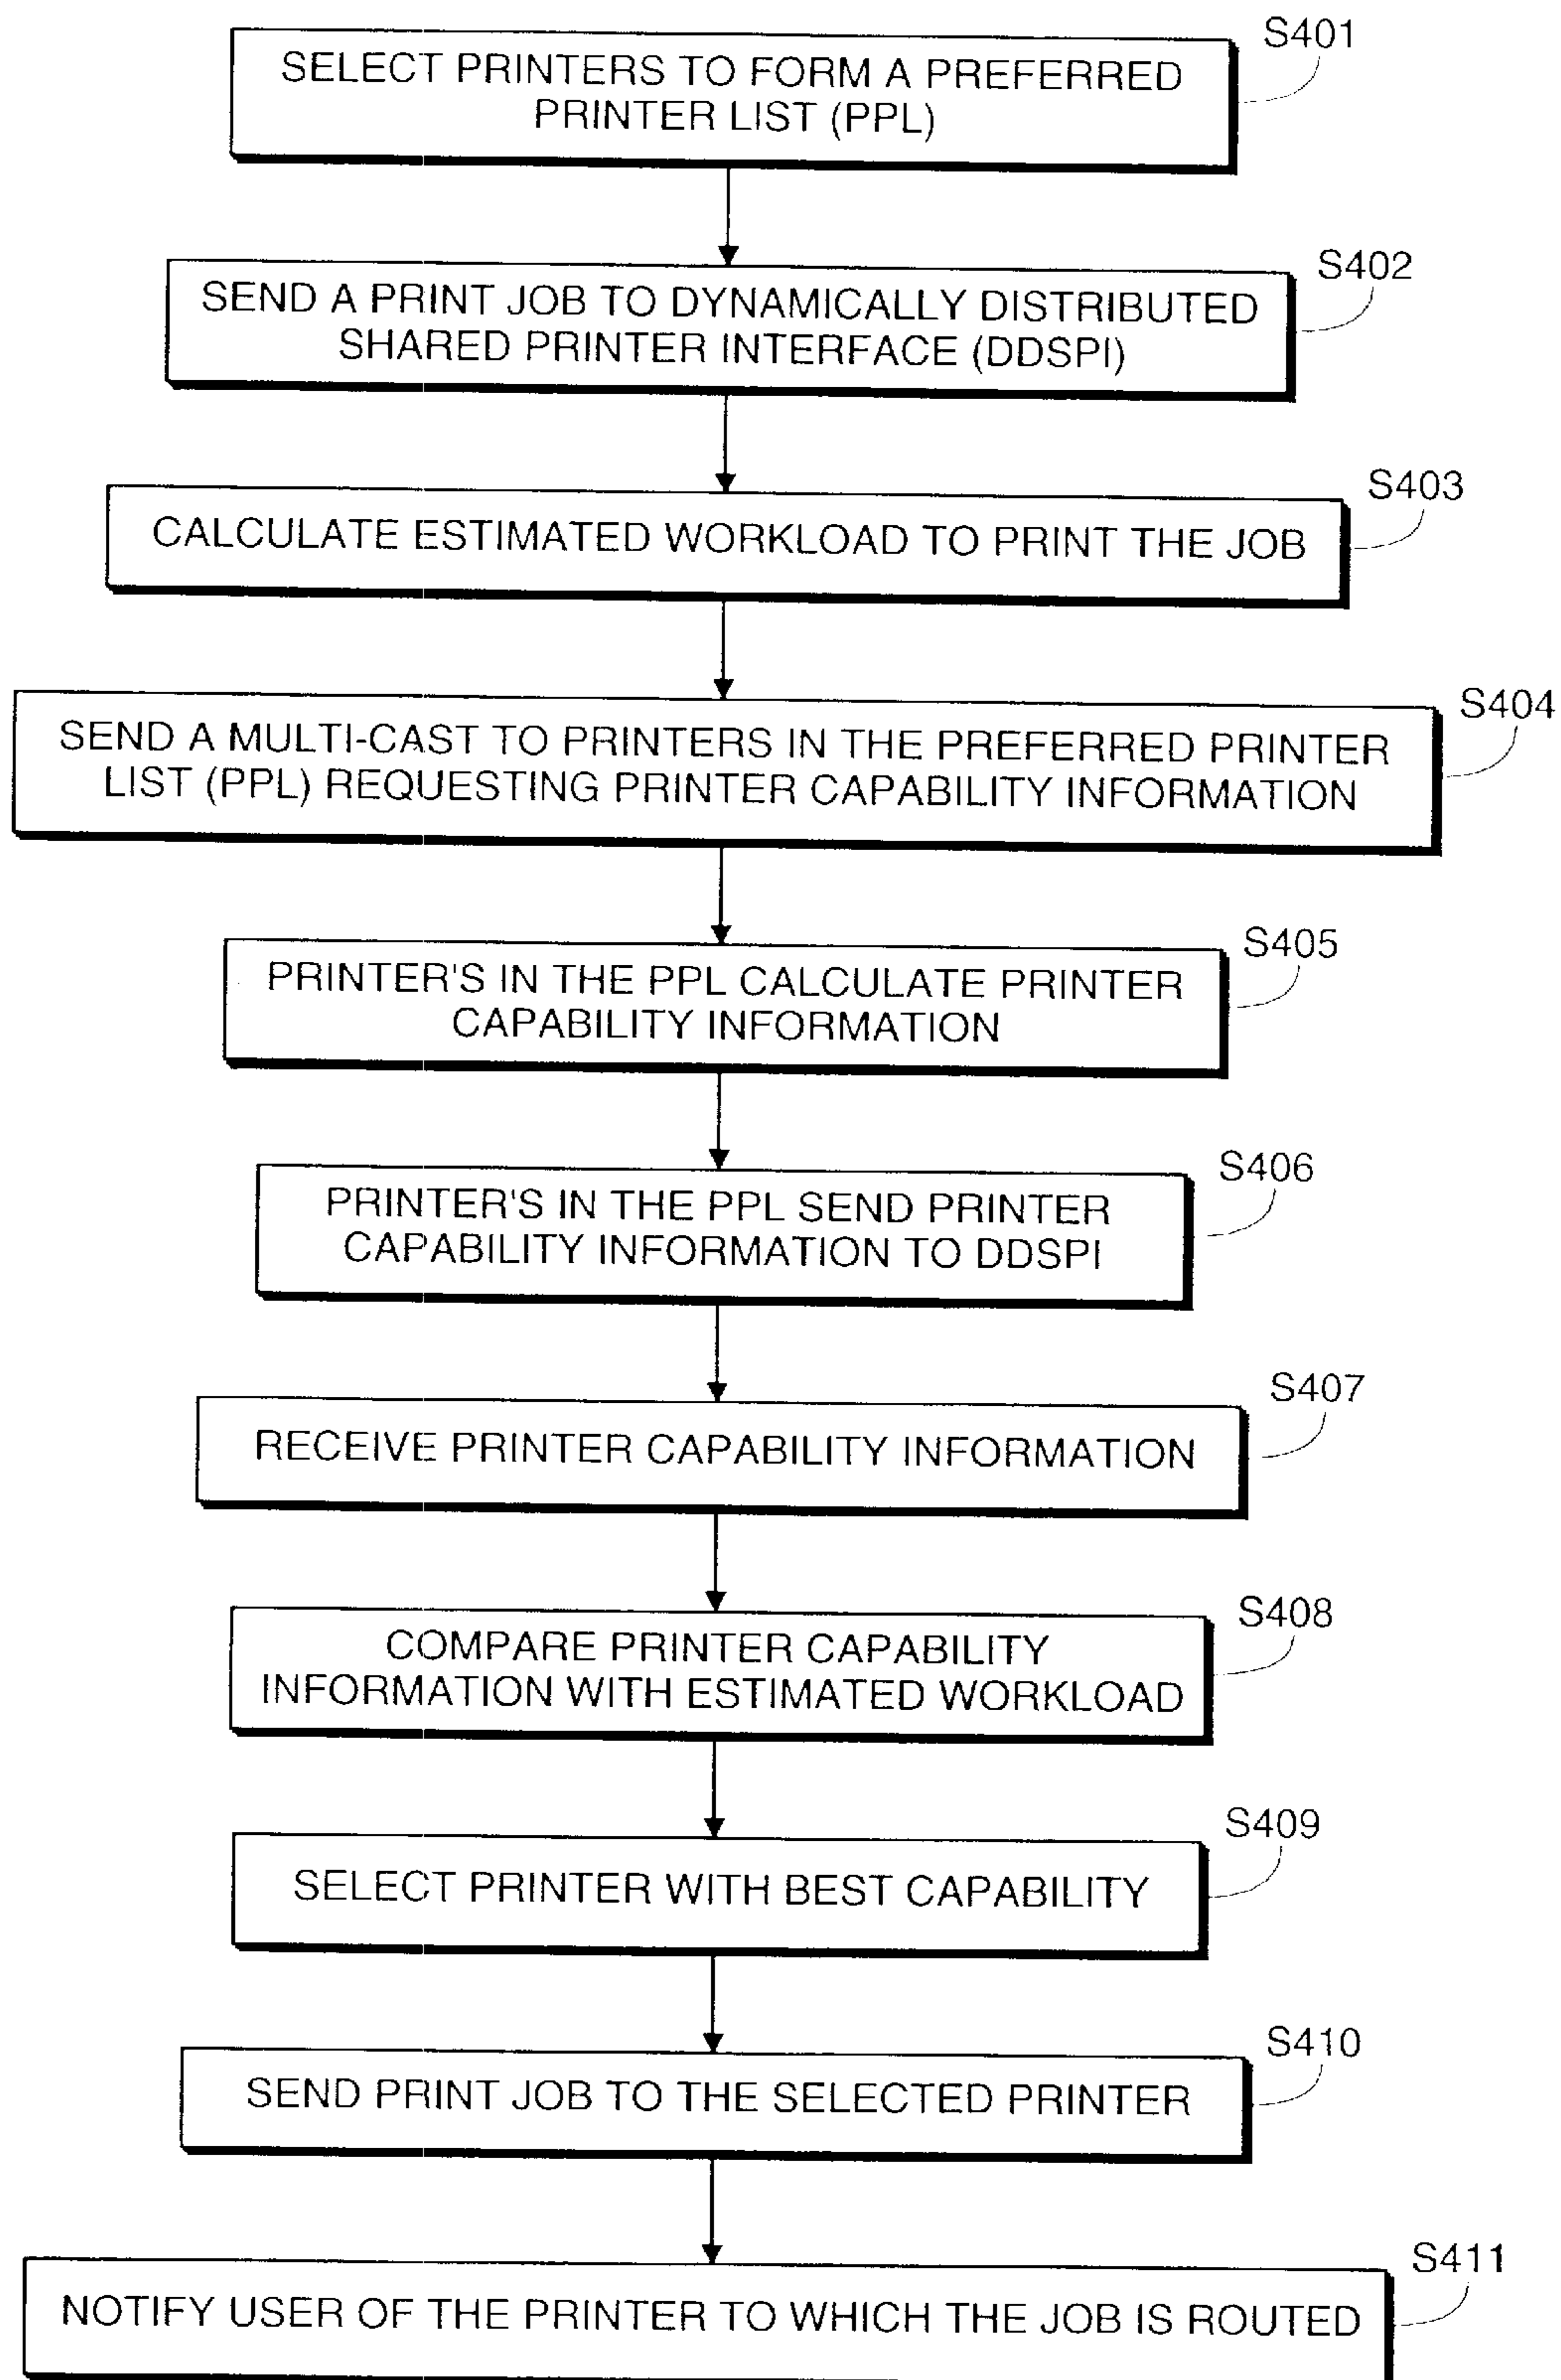 S401
SELECT PRINTERS TO FORM A PREFERRED
PRINTER LIST (PPL)
S402
SEND A PRINT JOB TO DYNAMICALLY DISTRIBUTED
SHARED PRINTER INTERFACE (DDSPI)
S403
CALCULATE ESTIMATED WORKLOAD TO PRINT THE JOB
S404
SEND A MULTI-CAST TO PRINTERS IN THE PREFERRED PRINTER
LIST (PPL) REQUESTING PRINTER CAPABILITY INFORMATION
S405
PRINTER'S IN THE PPL CALCULATE PRINTER
CAPABILITY INFORMATION
S406
PRINTER'S IN THE PPL SEND PRINTER
CAPABILITY INFORMATION TO DDSPI
S407
RECEIVE PRINTER CAPABILITY INFORMATION
S408
COMPARE PRINTER CAPABILITY
INFORMATION WITH ESTIMATED WORKLOAD
S409
SELECT PRINTER WITH BEST CAPABILITY
S410
SEND PRINT JOB TO THE SELECTED PRINTER
S411
NOTIFY USER OF THE PRINTER TO WHICH THE JOB IS ROUTED